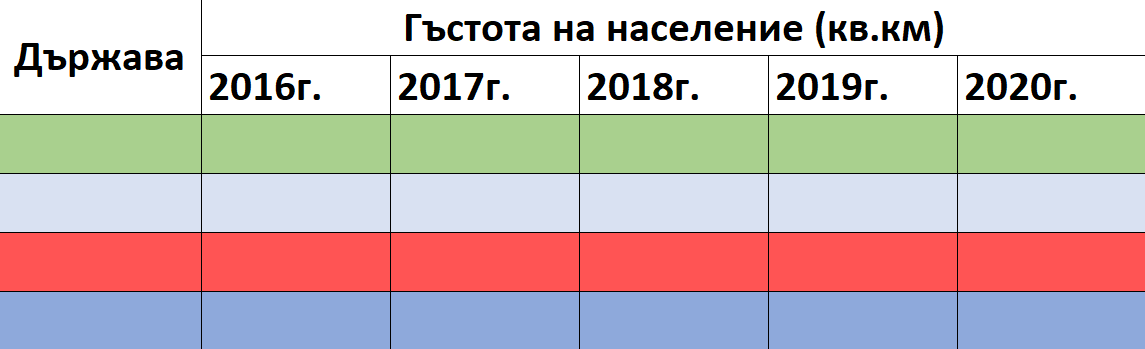 Държава
Гъстота на население (кв.км)
2016г. 2017г. 2018г. 2019г. 2020г.